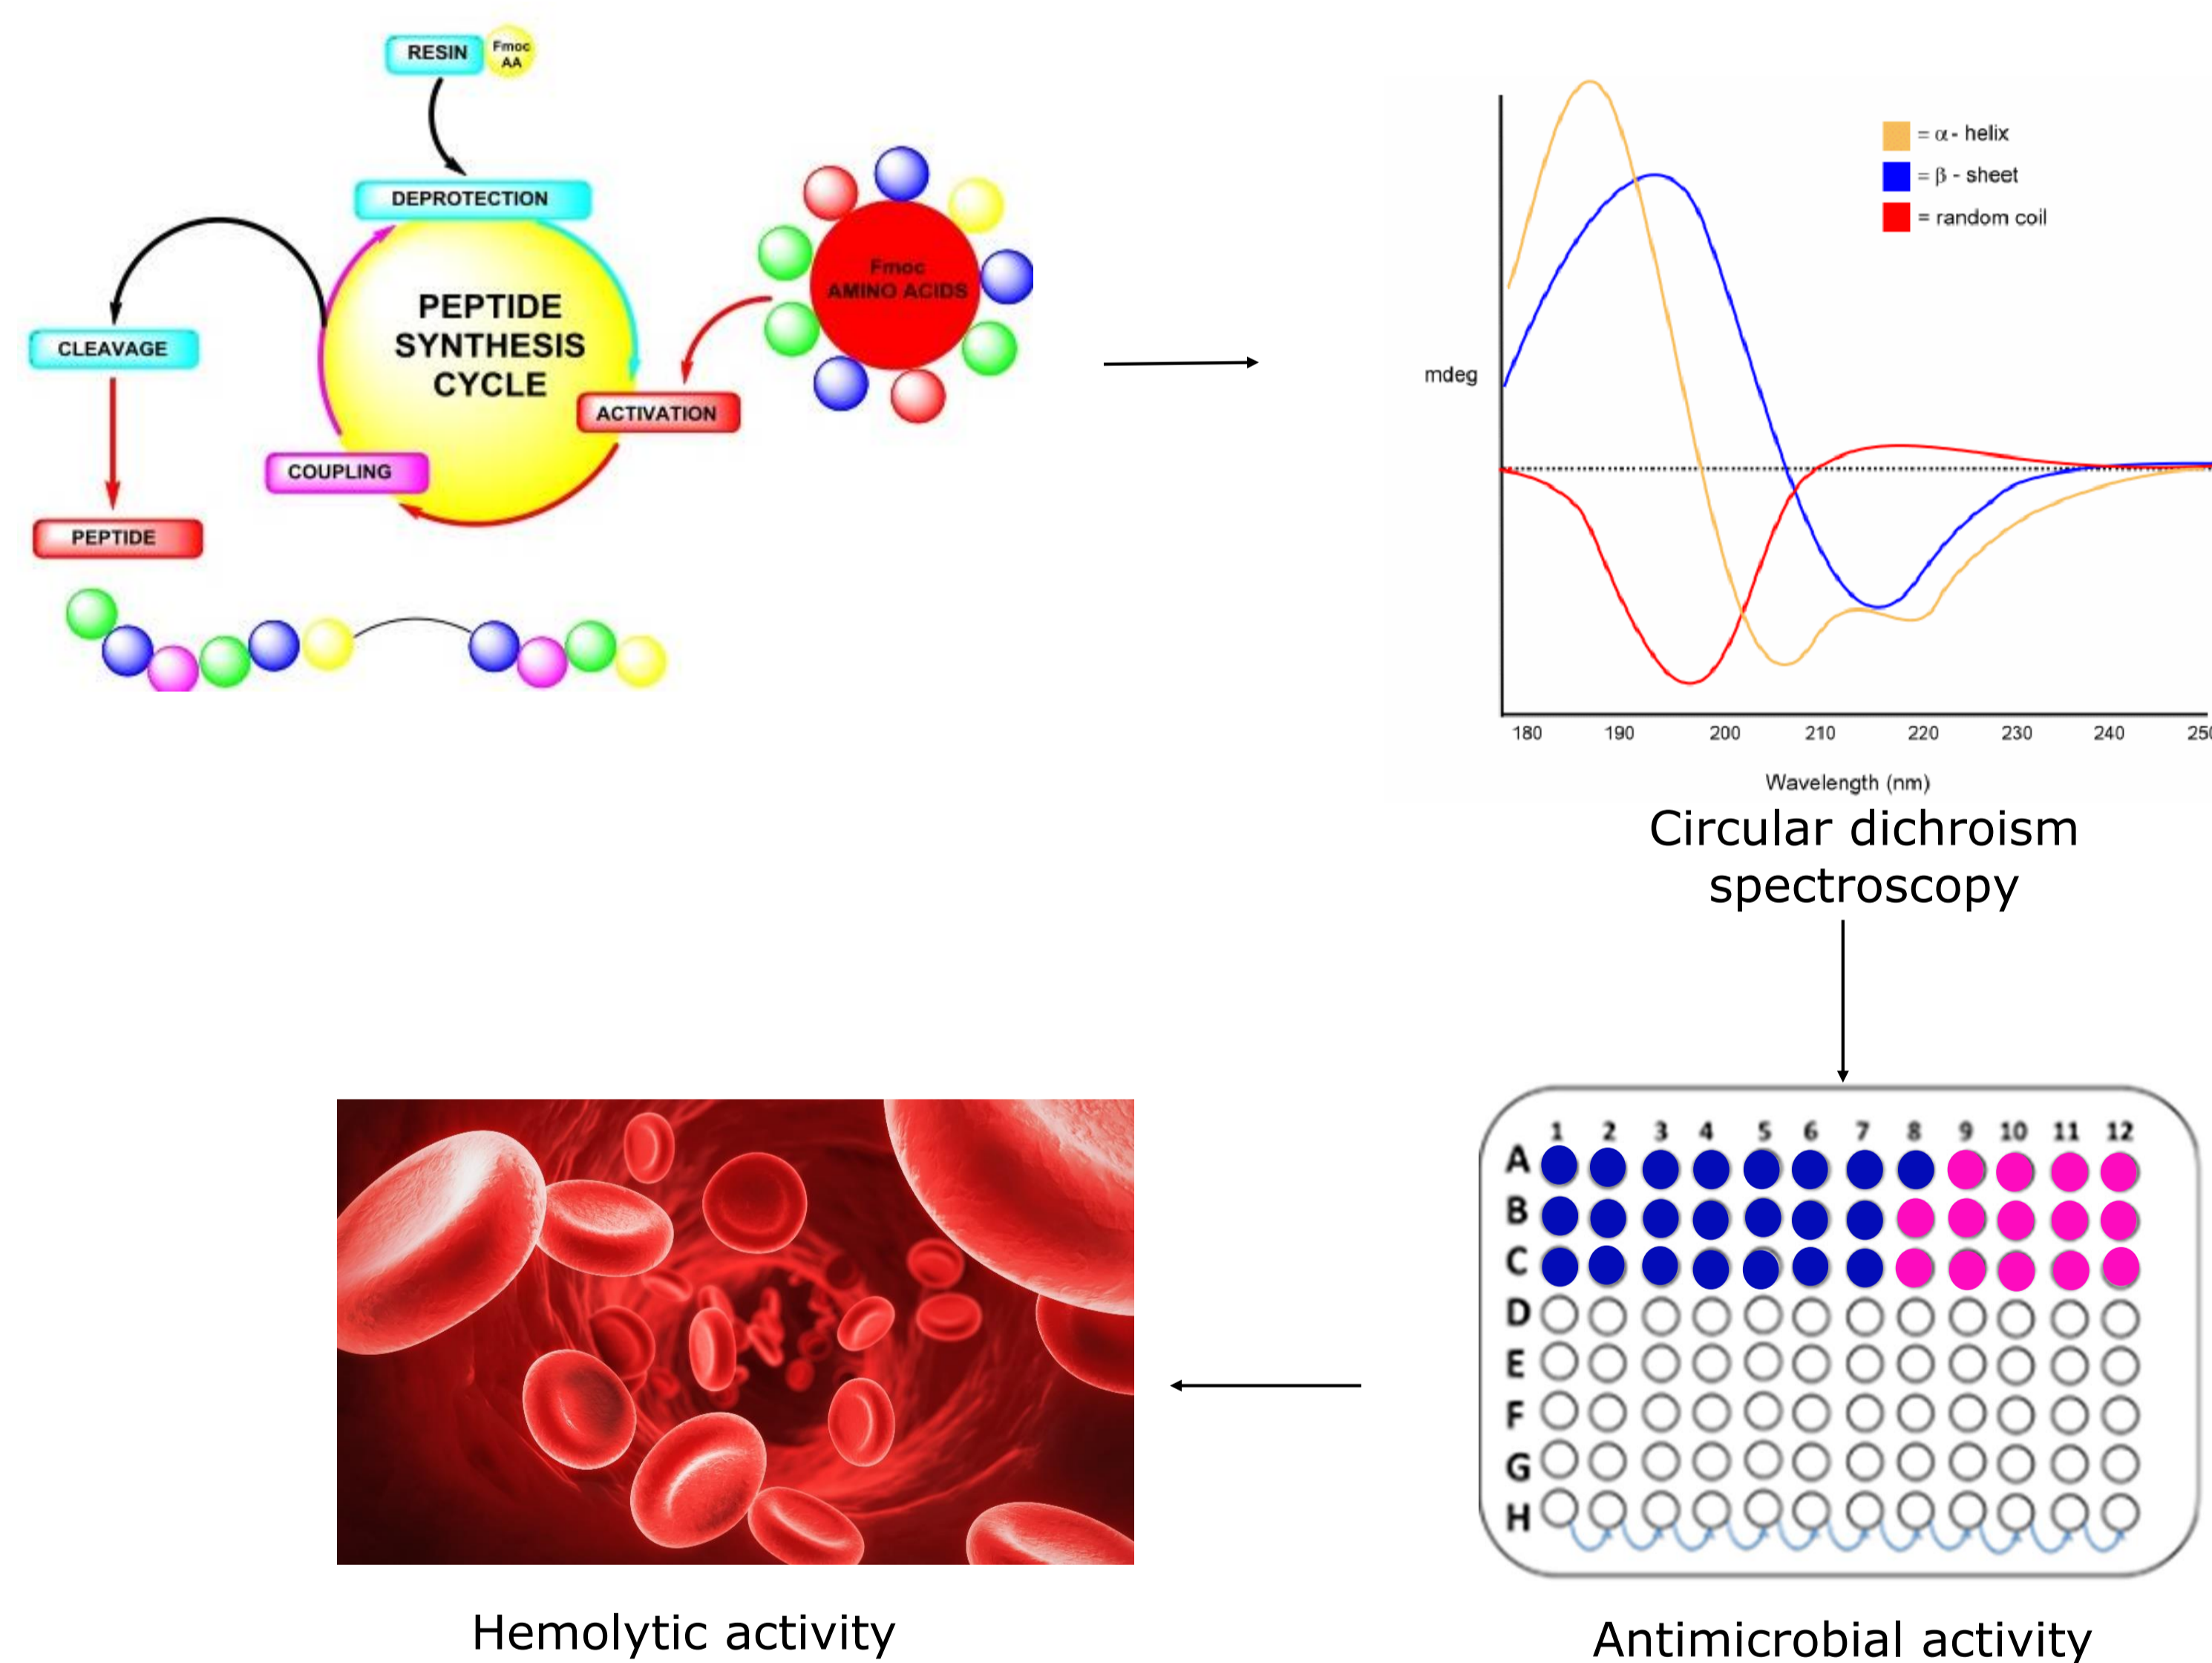 RESIN
Fmoc
AA
DEPROTECTION
PEPTIDE
SYNTHESIS
CYCLE
Fmoc
AMINO ACIDS
CLEAVAGE
ACTIVATION
COUPLING
PEPTIDE
= α - helix
= β - sheet
= random coil
mdeg
180 190 200 210 220 230 240 250
Wavelength (nm)
Circular dichroism
spectroscopy
1 2 3 4 5 6 7 8 9 10 11 12
A
B
C
D
E
F
G
H
Hemolytic activity
Antimicrobial activity